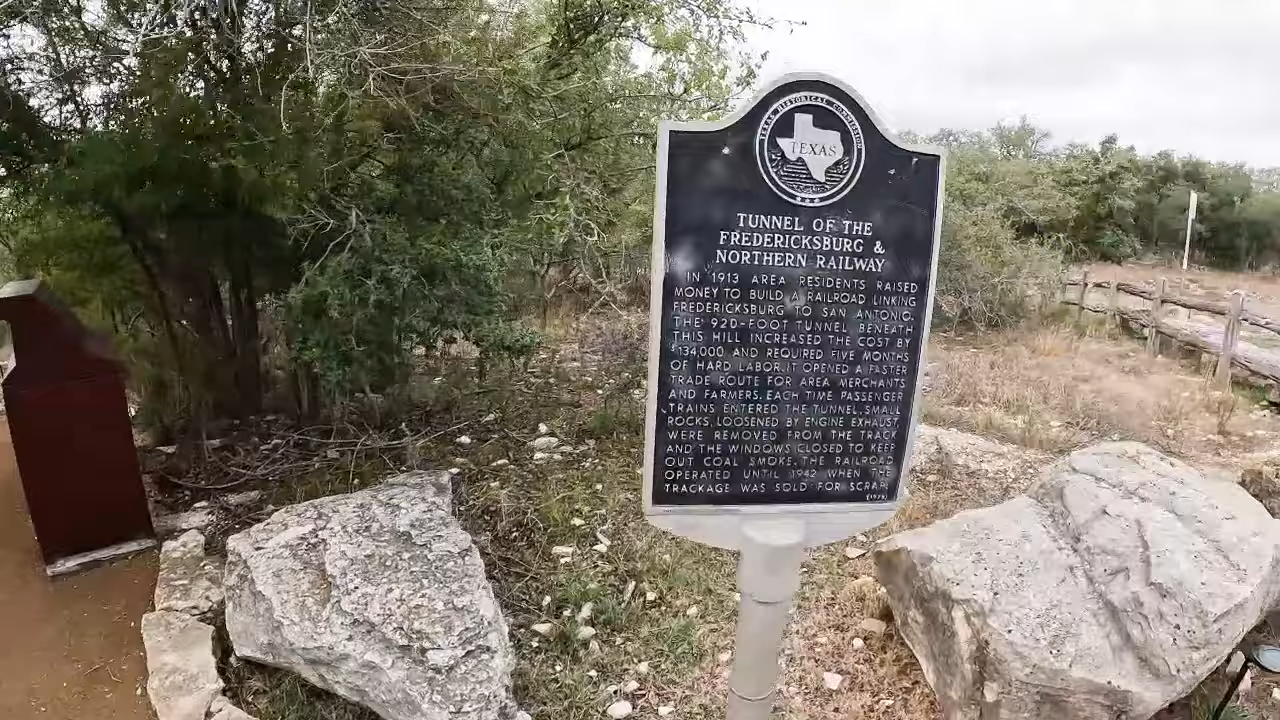 TEXAS HISTORICAL COMMISSION
TEXAS
TUNNEL OF THE
FREDERICKSBURG &
NORTHERN RAILWAY
IN 1913 AREA RESIDENTS RAISED
MONEY TO BUILD A RAILROAD LINKING
FREDERICKSBURG TO SAN ANTONIO.
THE 920-FOOT TUNNEL BENEATH
THIS HILL INCREASED THE COST BY
$134,000 AND REQUIRED FIVE MONTHS
OF HARD LABOR. IT OPENED A FASTER
TRADE ROUTE FOR AREA MERCHANTS
AND FARMERS. EACH TIME PASSENGER
TRAINS ENTERED THE TUNNEL, SMALL
ROCKS, LOOSENED BY ENGINE EXHAUST,
WERE REMOVED FROM THE TRACK
AND THE WINDOWS CLOSED TO KEEP
OUT COAL SMOKE. THE RAILROAD
OPERATED UNTIL 1942 WHEN THE
TRACKAGE WAS SOLD FOR SCRAP.